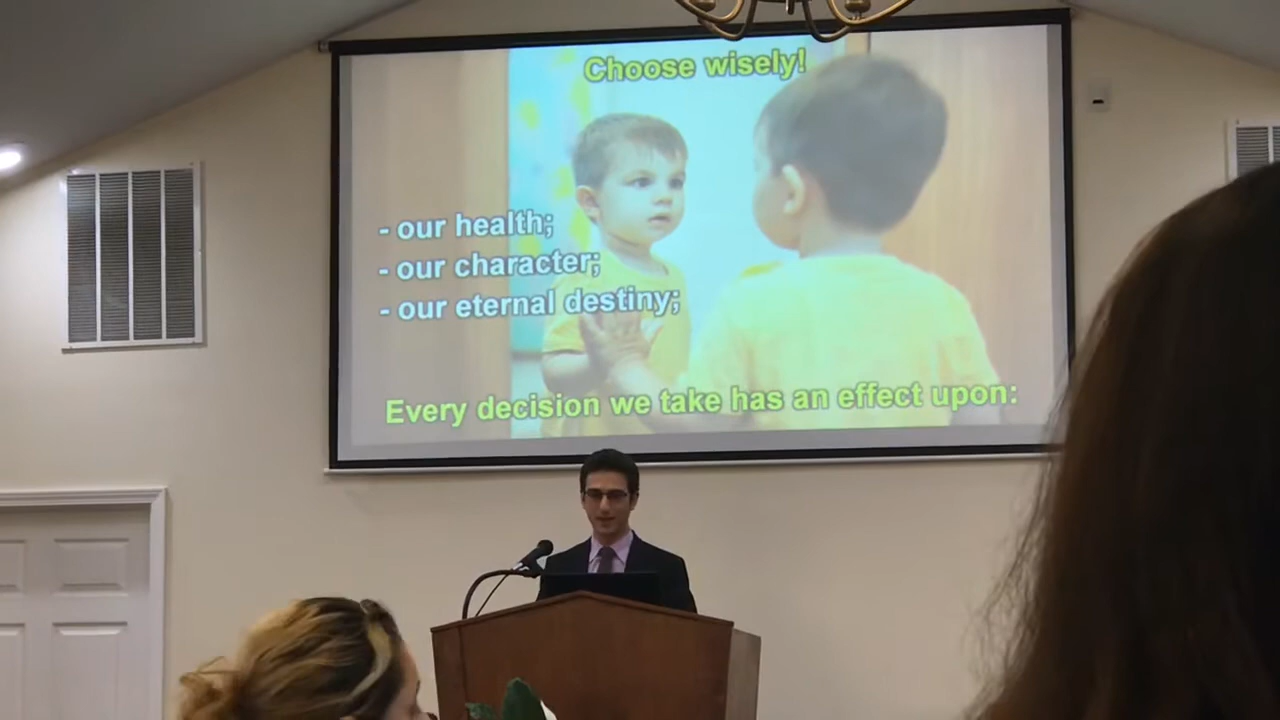 Choose wisely!
- our health;
- our character;
- our eternal destiny;
Every decision we take has an effect upon: